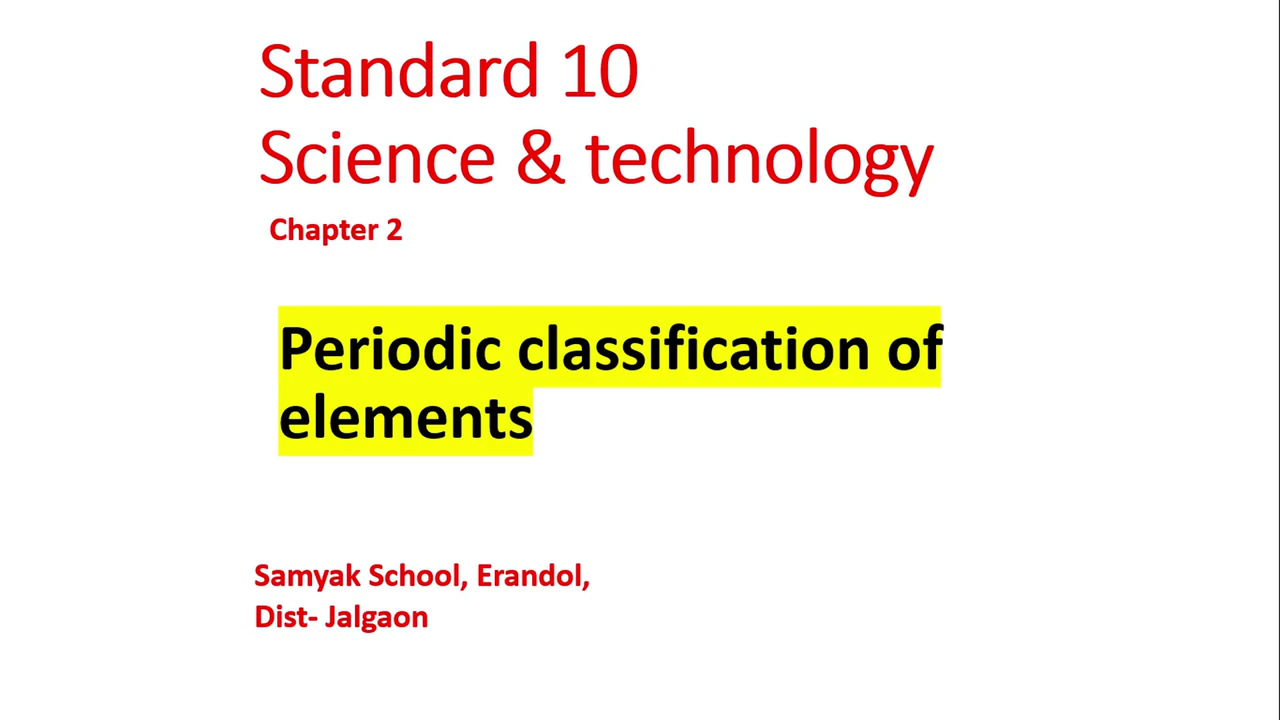 Standard 10
Science & technology
Chapter 2
Periodic classification of
elements
Samyak School, Erandol,
Dist- Jalgaon